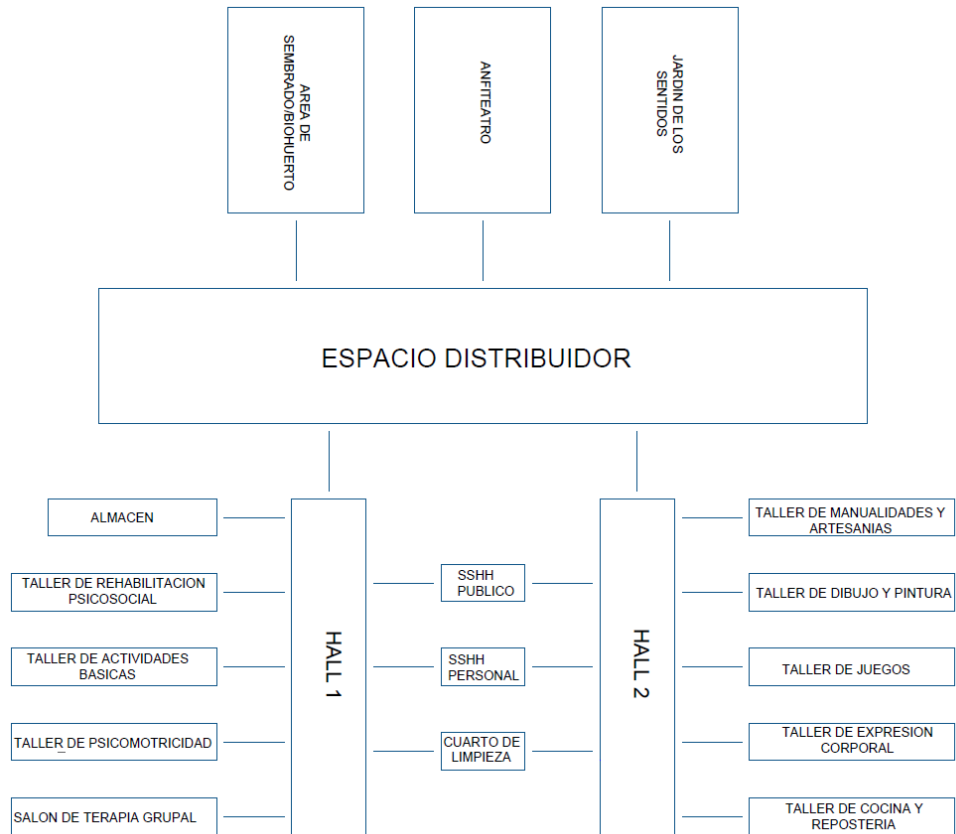 AREA DE
SEMBRADO/BIOHUERTO
ANFITEATRO
JARDIN DE LOS
SENTIDOS
ESPACIO DISTRIBUIDOR
HALL 1
HALL 2
ALMACEN
TALLER DE REHABILITACION
PSICOSOCIAL
TALLER DE ACTIVIDADES
BASICAS
TALLER DE PSICOMOTRICIDAD
SALON DE TERAPIA GRUPAL
SSHH
PUBLICO
SSHH
PERSONAL
CUARTO DE
LIMPIEZA
TALLER DE MANUALIDADES Y
ARTESANIAS
TALLER DE DIBUJO Y PINTURA
TALLER DE JUEGOS
TALLER DE EXPRESION
CORPORAL
TALLER DE COCINA Y
REPOSTERIA